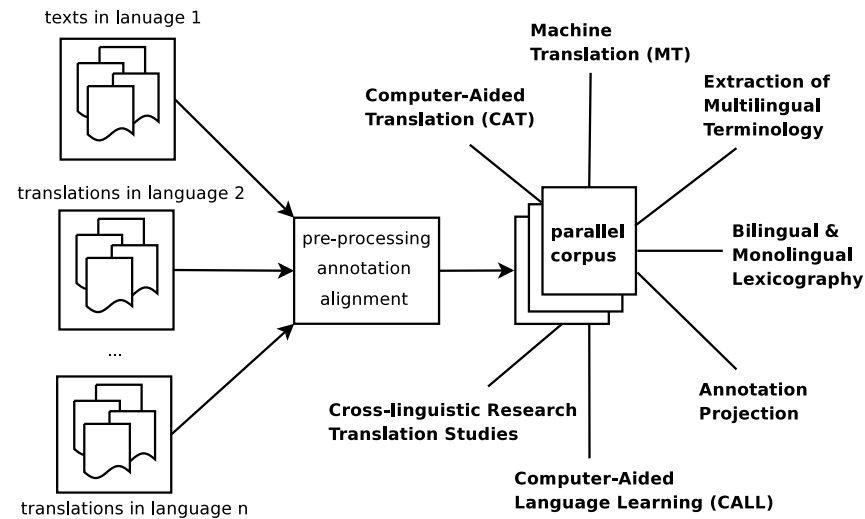 texts in lanuage 1
translations in language 2
...
translations in language n
pre-processing
annotation
alignment
parallel
corpus
Computer-Aided
Translation (CAT)
Machine
Translation (MT)
Extraction of
Multilingual
Terminology
Bilingual &
Monolingual
Lexicography
Annotation
Projection
Computer-Aided
Language Learning (CALL)
Cross-linguistic Research
Translation Studies